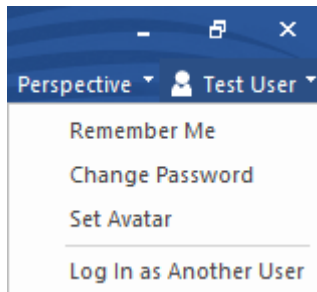 Perspective Test User
Remember Me
Change Password
Set Avatar
Log In as Another User